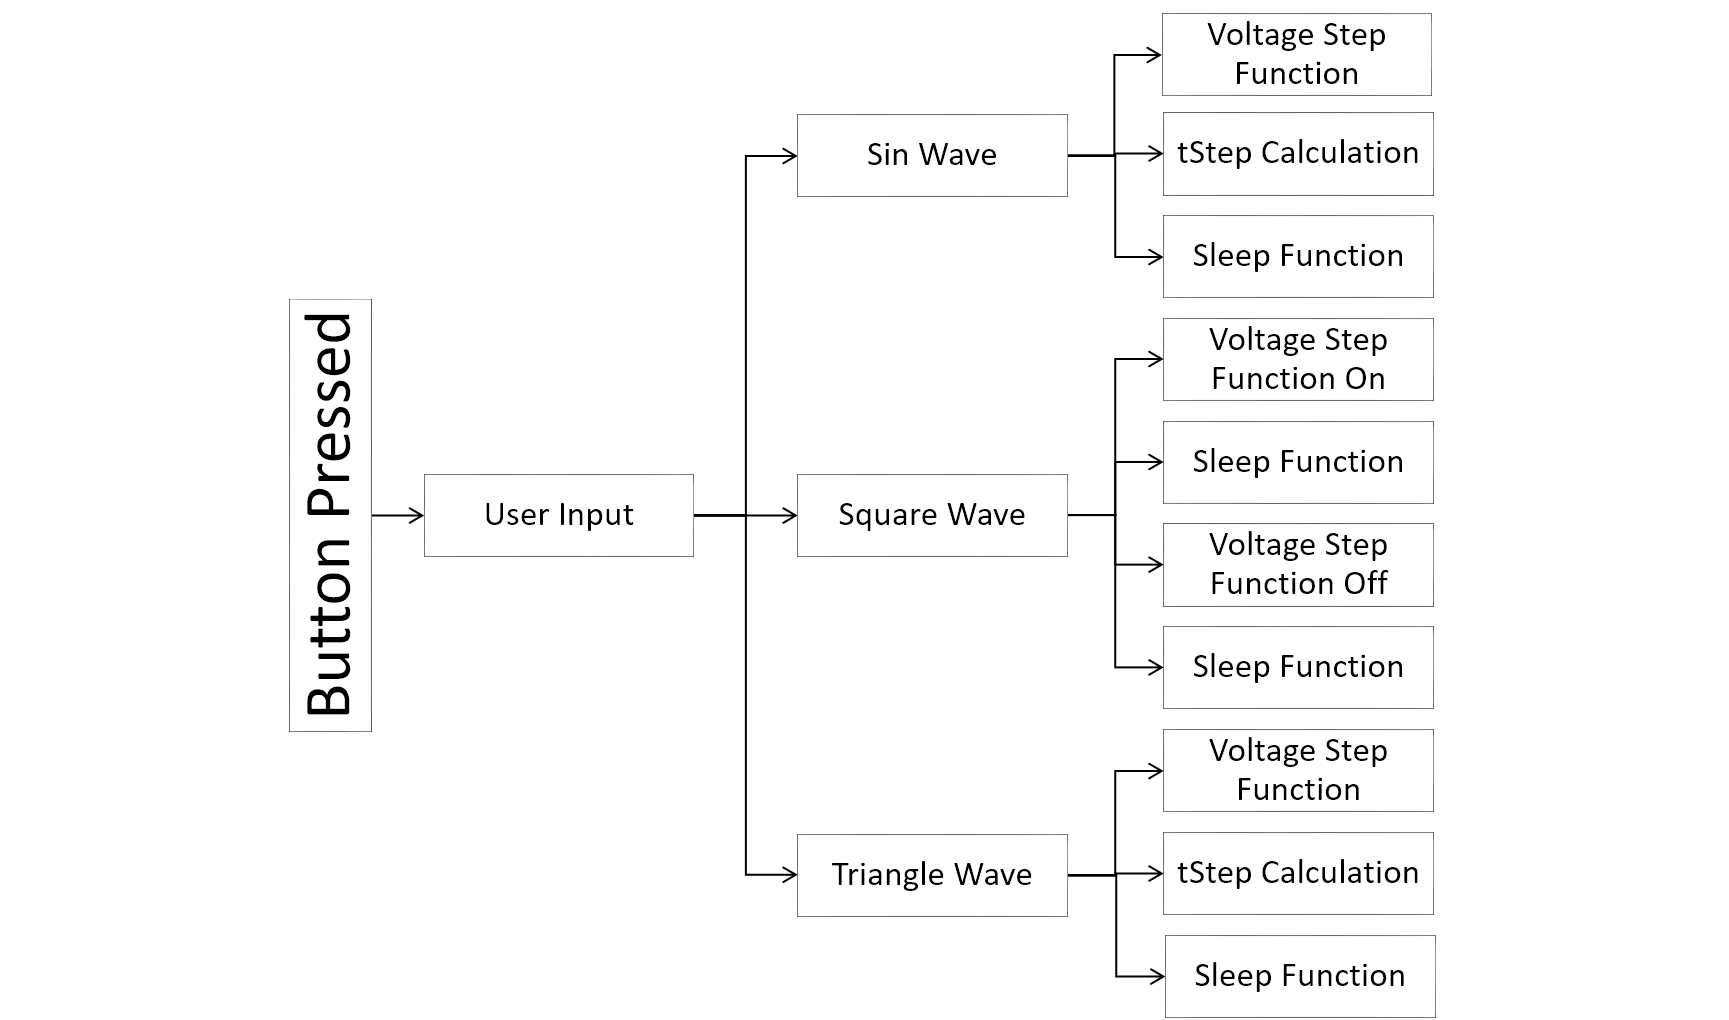 Button Pressed
User Input
Sin Wave
Voltage Step
Function
tStep Calculation
Sleep Function
Square Wave
Voltage Step
Function On
Sleep Function
Voltage Step
Function Off
Sleep Function
Triangle Wave
Voltage Step
Function
tStep Calculation
Sleep Function